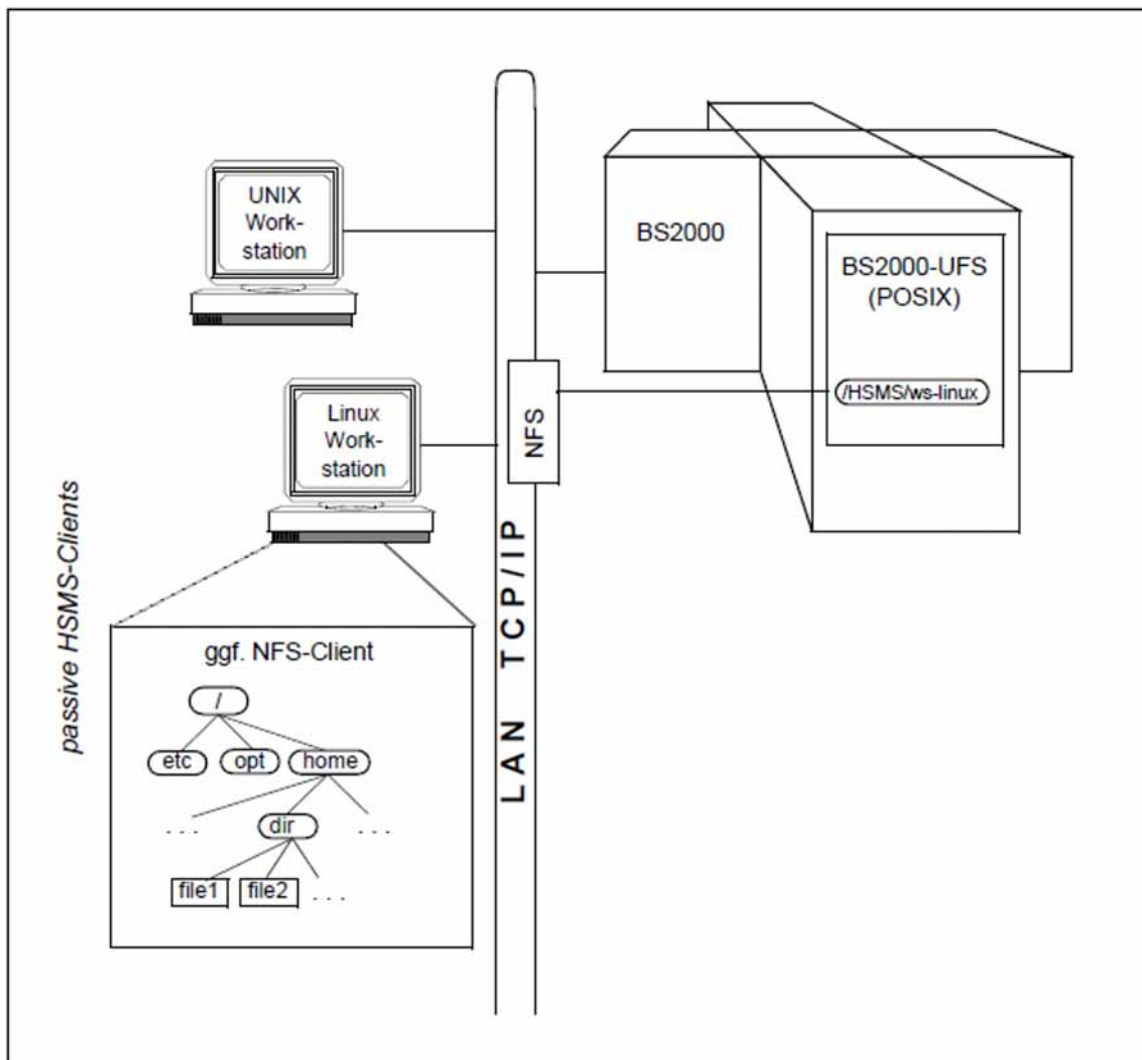 UNIX
Work-
station
BS2000
BS2000-UFS
(POSIX)
/HSMS/ws-linux
Linux
Work-
station
NFS
passive HSMS-Clients
LAN TCP/IP
ggf. NFS-Client
/
etc opt home
. . . dir . . .
file1 file2 . . .